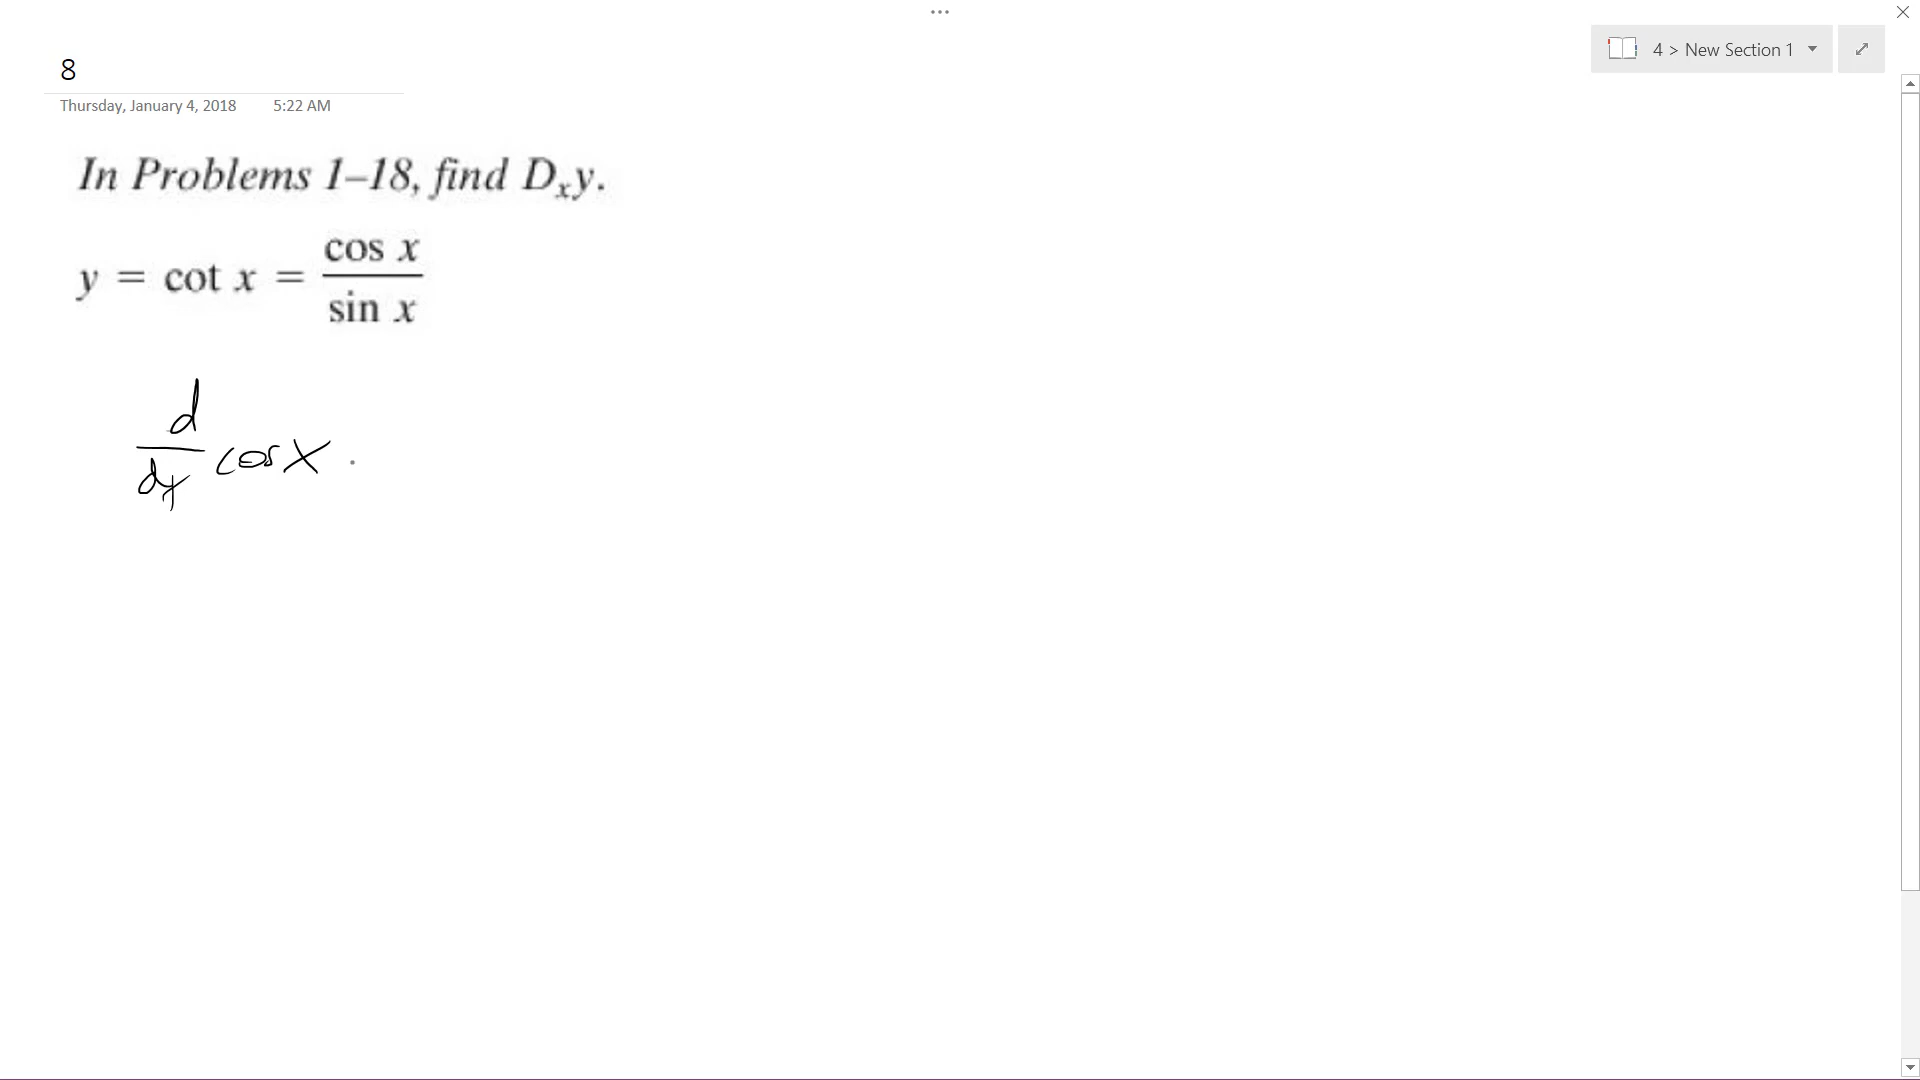 4 > New Section 1
8
Thursday, January 4, 2018 5:22 AM
In Problems 1–18, find Dₓy.
y = cot x = cos x / sin x
d/dx cos x .